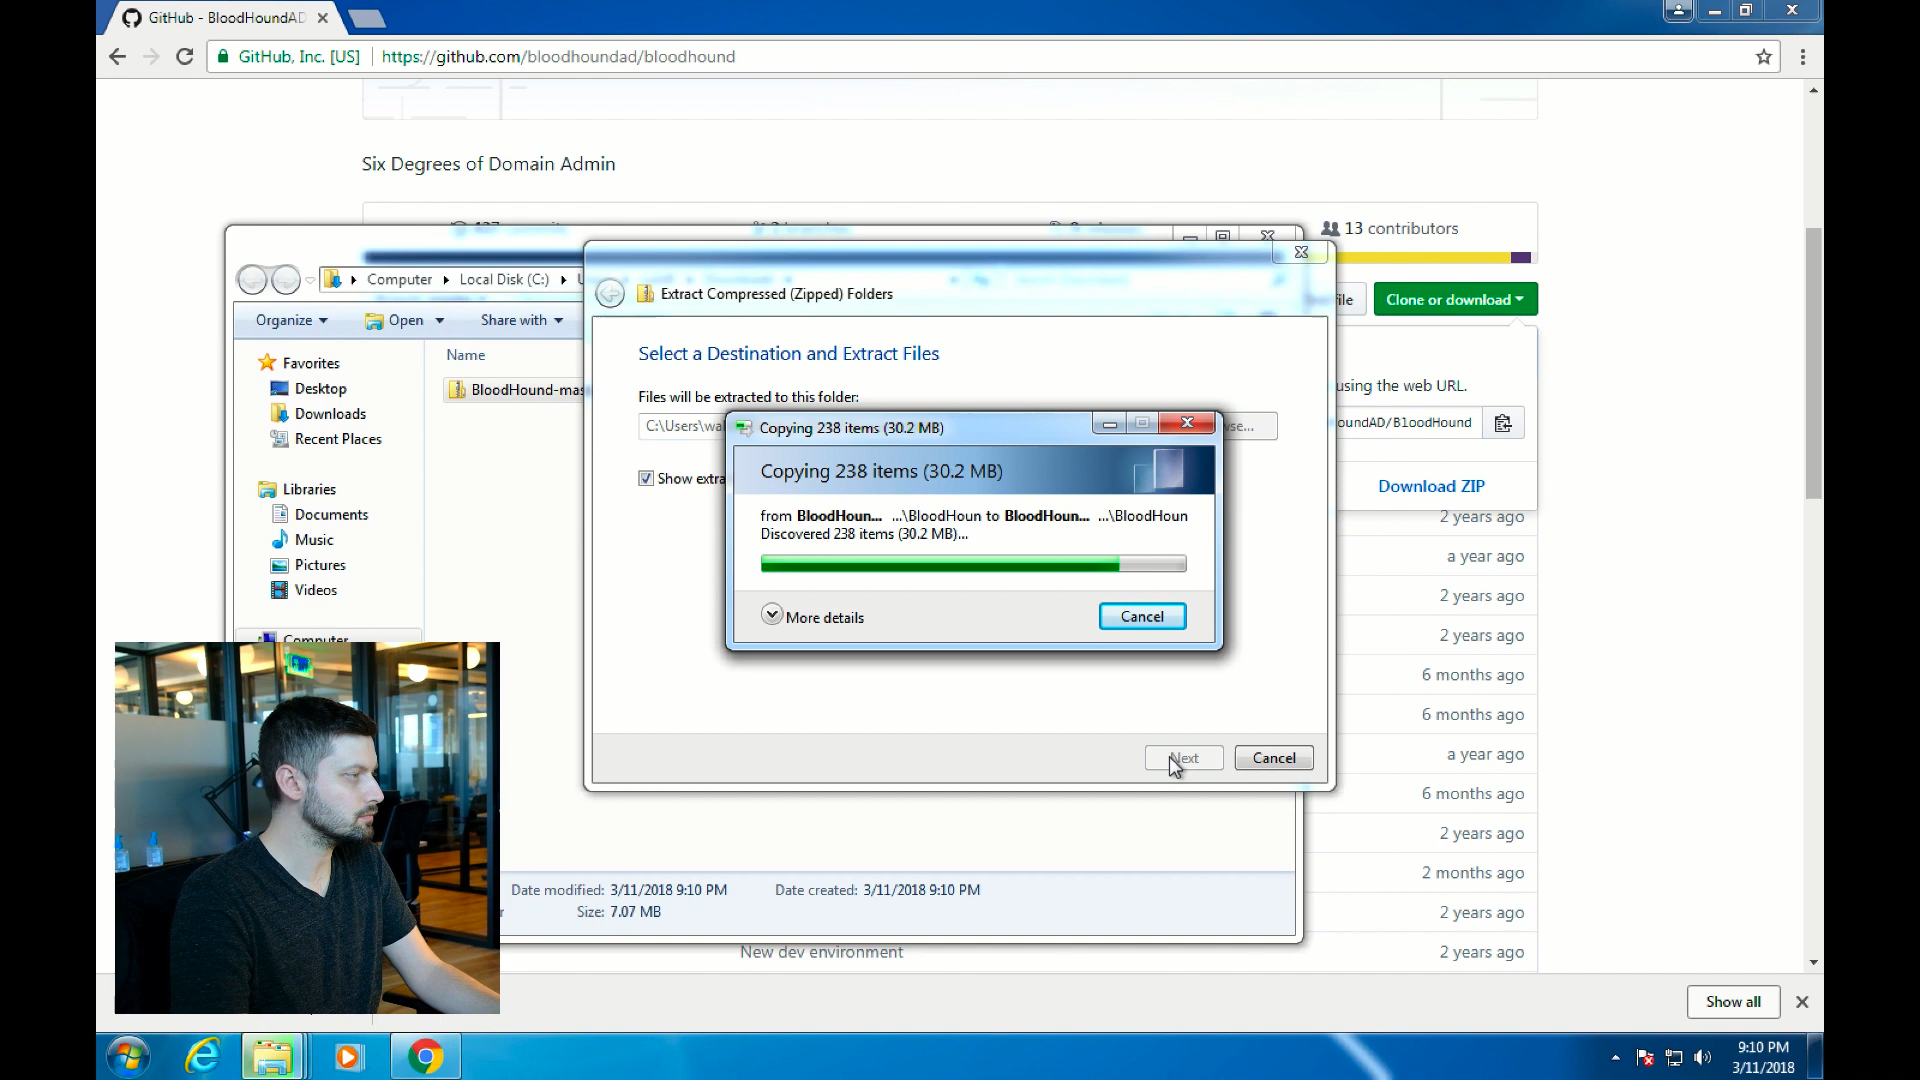 GitHub - BloodHoundAD
GitHub, Inc. [US]
https://github.com/bloodhoundad/bloodhound
Six Degrees of Domain Admin
13 contributors
Computer
Local Disk (C:)
Clone or download
Extract Compressed (Zipped) Folders
Organize
Open
Share with
Select a Destination and Extract Files
Name
Favorites
Desktop
Downloads
Recent Places
BloodHound-mas
Files will be extracted to this folder:
using the web URL.
C:\Users\wal
oundAD/BloodHound
Copying 238 items (30.2 MB)
Copying 238 items (30.2 MB)
Show extra
Download ZIP
Libraries
Documents
Music
Pictures
Videos
Computer
from BloodHoun... ...\BloodHoun to BloodHoun... ...\BloodHoun
Discovered 238 items (30.2 MB)...
More details
Cancel
2 years ago
a year ago
2 years ago
2 years ago
6 months ago
6 months ago
a year ago
6 months ago
2 years ago
2 months ago
2 years ago
2 years ago
Next
Cancel
Date modified: 3/11/2018 9:10 PM
Date created: 3/11/2018 9:10 PM
Size: 7.07 MB
New dev environment
Show all
9:10 PM
3/11/2018